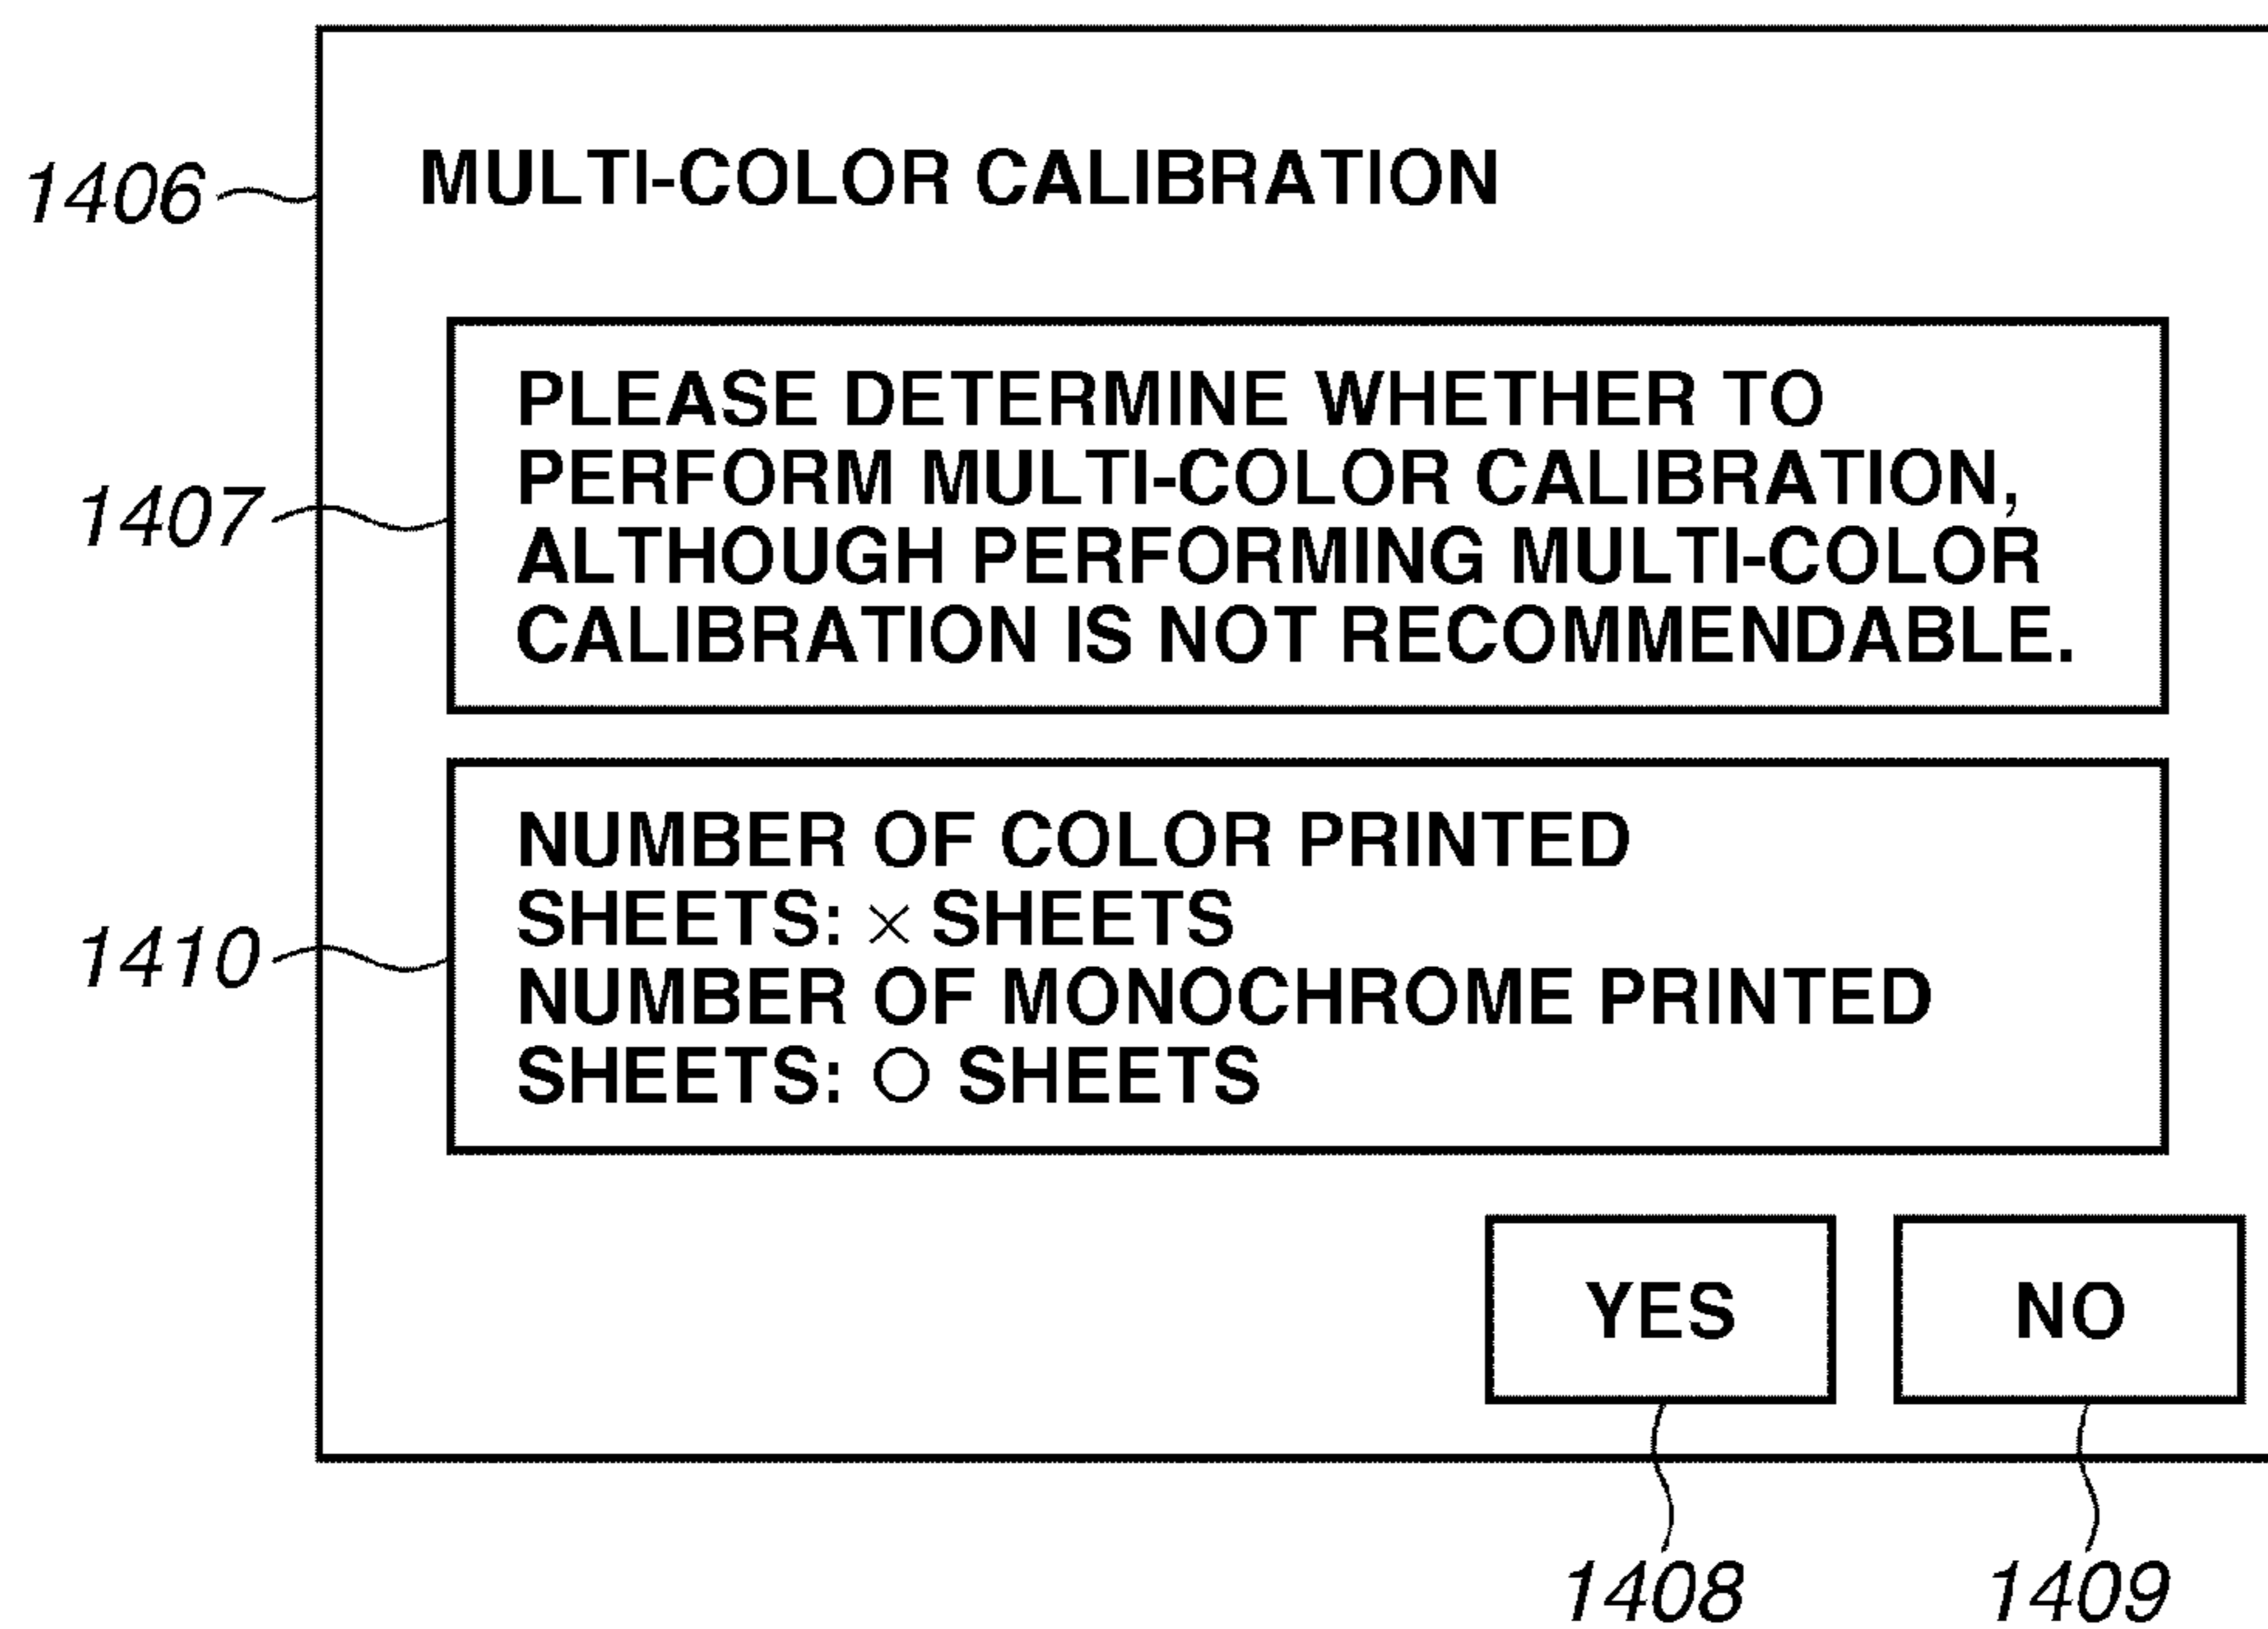 1406
MULTI-COLOR CALIBRATION
1407
PLEASE DETERMINE WHETHER TO
PERFORM MULTI-COLOR CALIBRATION,
ALTHOUGH PERFORMING MULTI-COLOR
CALIBRATION IS NOT RECOMMENDABLE.
1410
NUMBER OF COLOR PRINTED
SHEETS: × SHEETS
NUMBER OF MONOCHROME PRINTED
SHEETS: ○ SHEETS
YES
NO
1408
1409